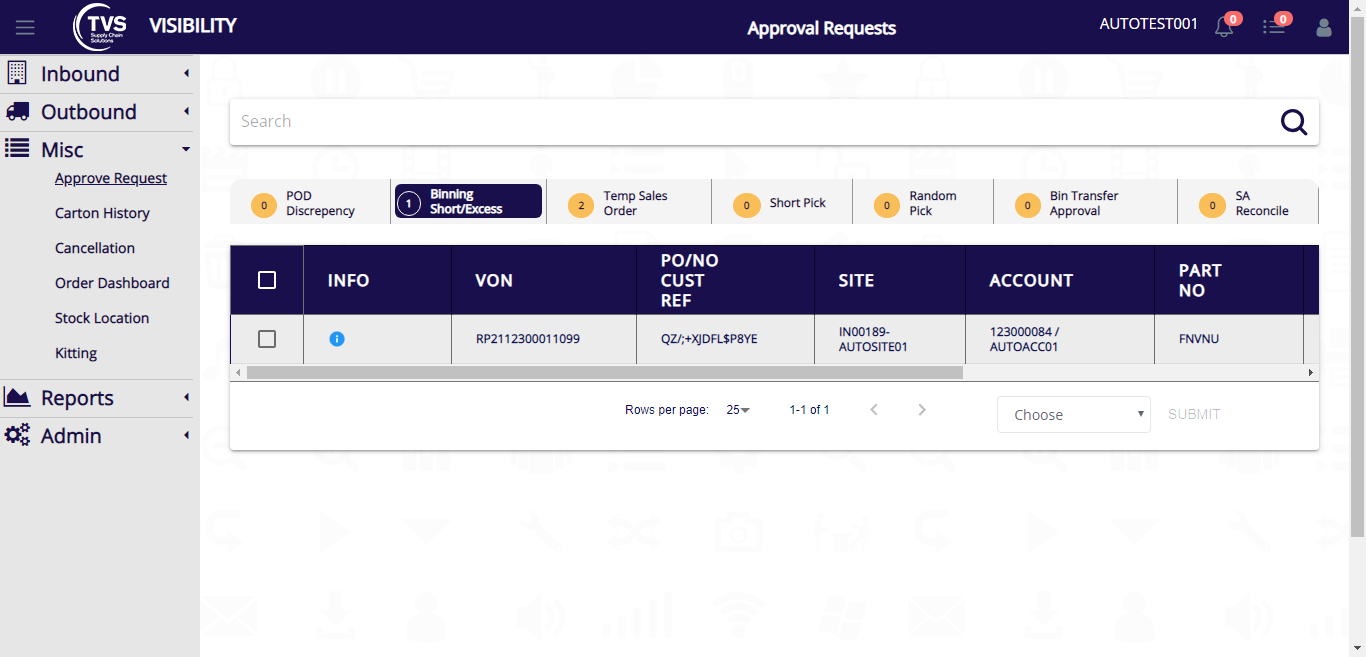 TVS
Supply Chain
Solutions
VISIBILITY
Approval Requests
AUTOTEST001
0
0
Inbound
Outbound
Misc
Approve Request
Carton History
Cancellation
Order Dashboard
Stock Location
Kitting
Reports
Admin
Search
0
POD
Discrepency
1
Binning
Short/Excess
2
Temp Sales
Order
0
Short Pick
0
Random
Pick
0
Bin Transfer
Approval
0
SA
Reconcile
INFO
VON
PO/NO
CUST
REF
SITE
ACCOUNT
PART
NO
RP2112300011099
QZ/;+XJDFL$P8YE
IN00189-
AUTOSITE01
123000084 /
AUTOACC01
FNVNU
Rows per page:
25
1-1 of 1
Choose
SUBMIT